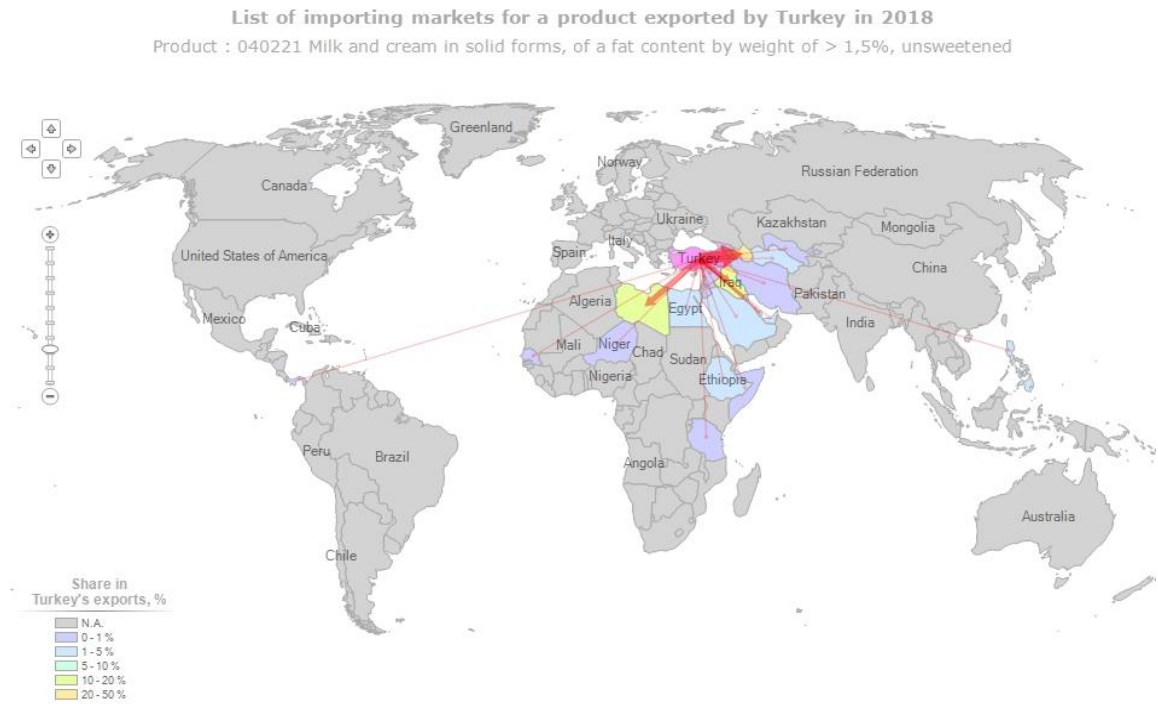 List of importing markets for a product exported by Turkey in 2018
Product : 040221 Milk and cream in solid forms, of a fat content by weight of > 1,5%, unsweetened
Greenland
Norway
Canada
Russian Federation
Ukraine
Kazakhstan
Mongolia
Italy
Spain
United States of America
Turkey
China
Iraq
Pakistan
Algeria
Egypt
Mexico
Cuba
India
Mali
Niger
Chad
Sudan
Nigeria
Ethiopia
Peru
Brazil
Angola
Australia
Chile
Share in
Turkey's exports, %
N.A.
0 - 1 %
1 - 5 %
5 - 10 %
10 - 20 %
20 - 50 %